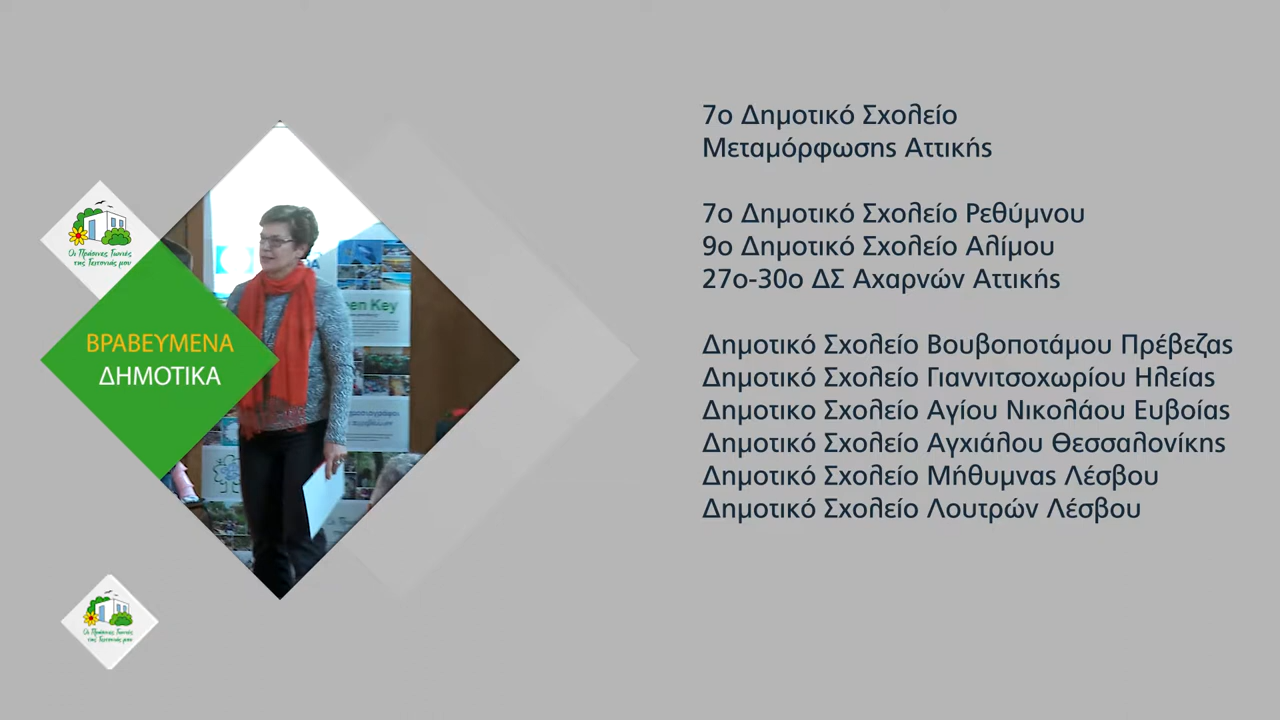 Οι Πράσινες Γωνιές
της Γειτονιάς μου
ΒΡΑΒΕΥΜΕΝΑ
ΔΗΜΟΤΙΚΑ
en Key
Οι Πράσινες Γωνιές
της Γειτονιάς μου
7ο Δημοτικό Σχολείο
Μεταμόρφωσης Αττικής
7ο Δημοτικό Σχολείο Ρεθύμνου
9ο Δημοτικό Σχολείο Αλίμου
27ο-30ο ΔΣ Αχαρνών Αττικής
Δημοτικό Σχολείο Βουβοποτάμου Πρέβεζας
Δημοτικό Σχολείο Γιαννιτσοχωρίου Ηλείας
Δημοτικο Σχολείο Αγίου Νικολάου Ευβοίας
Δημοτικό Σχολείο Αγχιάλου Θεσσαλονίκης
Δημοτικό Σχολείο Μήθυμνας Λέσβου
Δημοτικό Σχολείο Λουτρών Λέσβου